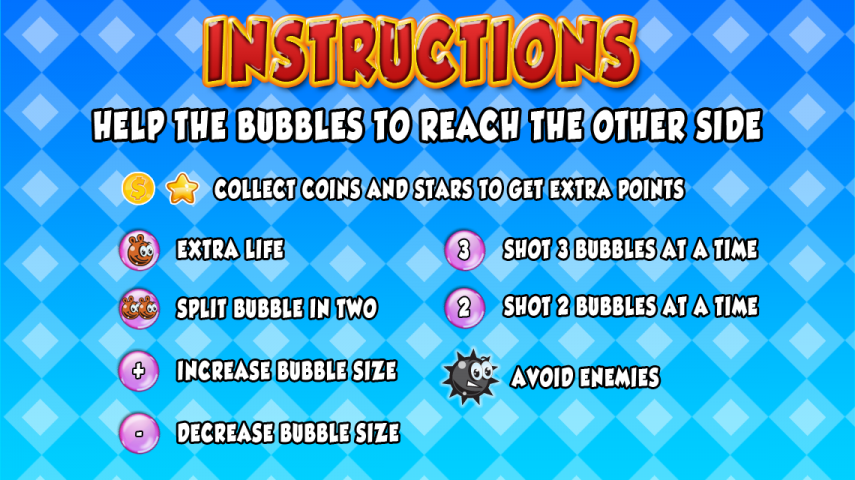 INSTRUCTIONS
HELP THE BUBBLES TO REACH THE OTHER SIDE
$ COLLECT COINS AND STARS TO GET EXTRA POINTS
EXTRA LIFE
SPLIT BUBBLE IN TWO
+ INCREASE BUBBLE SIZE
- DECREASE BUBBLE SIZE
3 SHOT 3 BUBBLES AT A TIME
2 SHOT 2 BUBBLES AT A TIME
AVOID ENEMIES